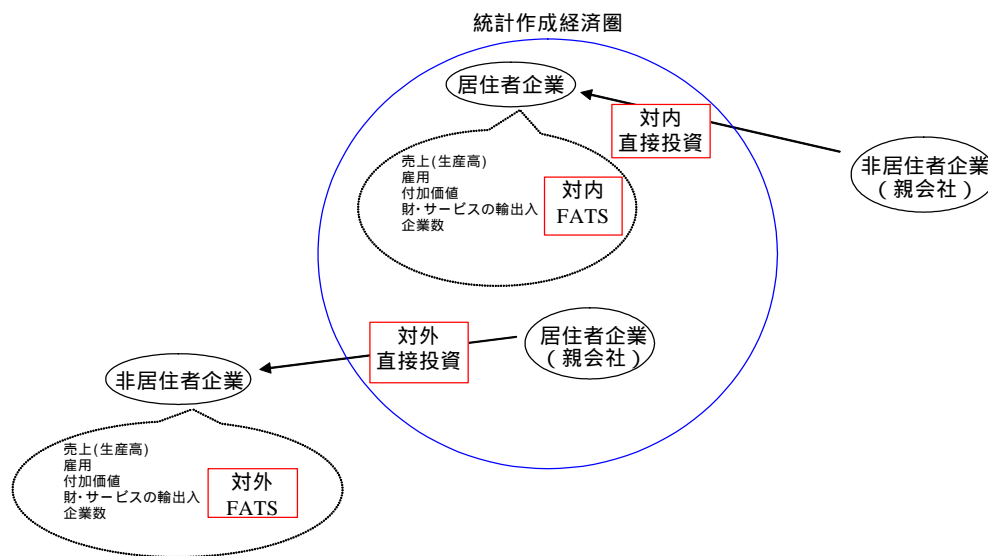 統計作成経済圏
居住者企業
対内
直接投資
非居住者企業
(親会社)
売上(生産高)
雇用
付加価値
財・サービスの輸出入
企業数
対内
FATS
対外
直接投資
居住者企業
(親会社)
非居住者企業
売上(生産高)
雇用
付加価値
財・サービスの輸出入
企業数
対外
FATS